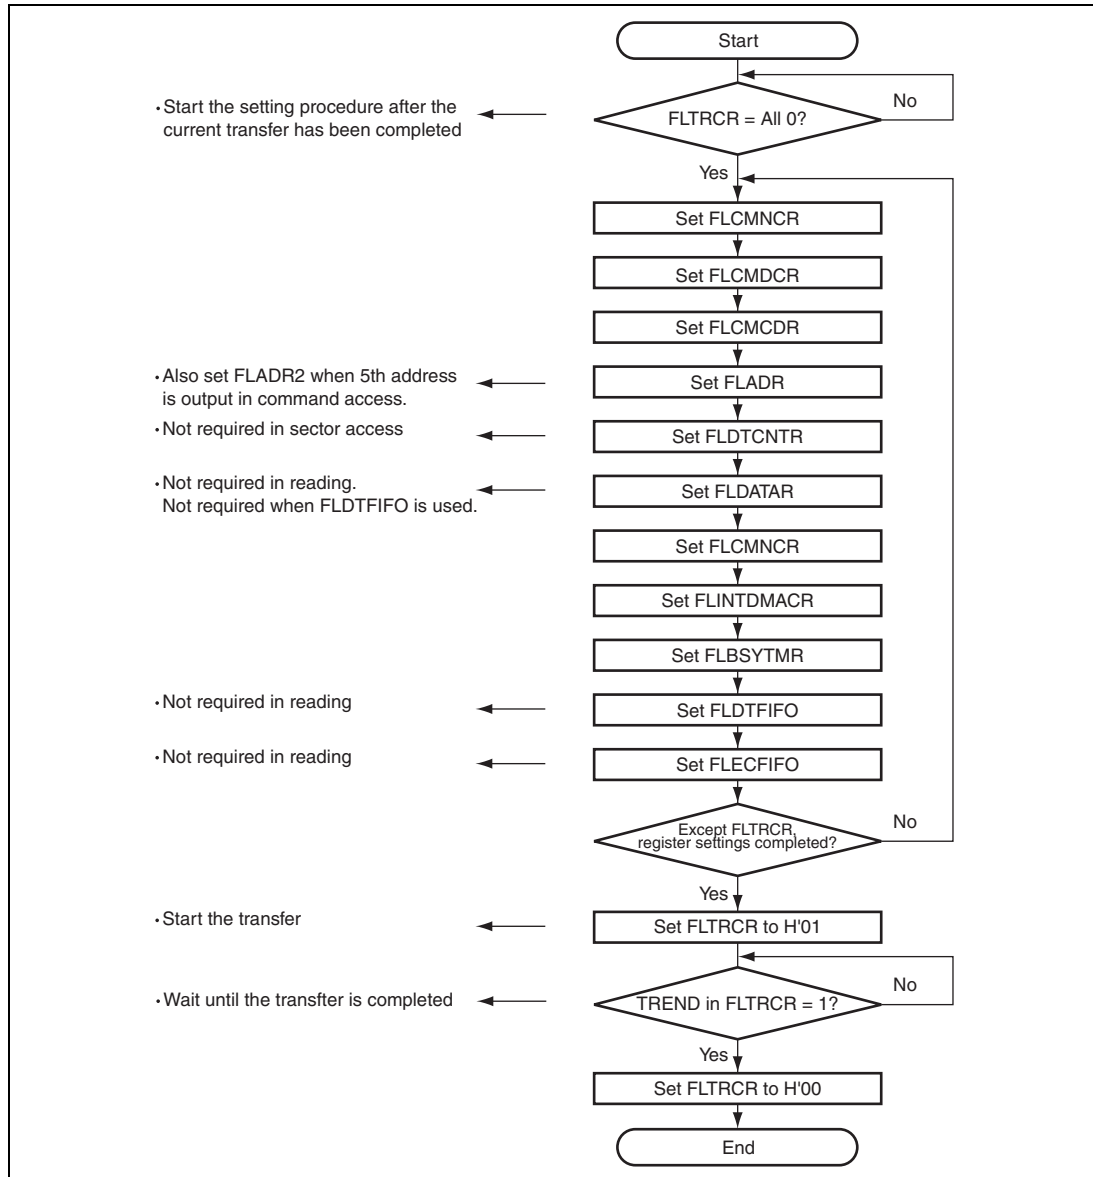 Start
・Start the setting procedure after the
current transfer has been completed
FLTRCR = All 0?
No
Yes
Set FLCMNCR
Set FLCMDCR
Set FLCMCDR
・Also set FLADR2 when 5th address
is output in command access.
Set FLADR
・Not required in sector access
Set FLDTCNTR
・Not required in reading.
Not required when FLDTFIFO is used.
Set FLDATAR
Set FLCMNCR
Set FLINTDMACR
Set FLBSYTMR
・Not required in reading
Set FLDTFIFO
・Not required in reading
Set FLECFIFO
Except FLTRCR,
register settings completed?
No
Yes
・Start the transfer
Set FLTRCR to H'01
・Wait until the transfter is completed
TREND in FLTRCR = 1?
No
Yes
Set FLTRCR to H'00
End